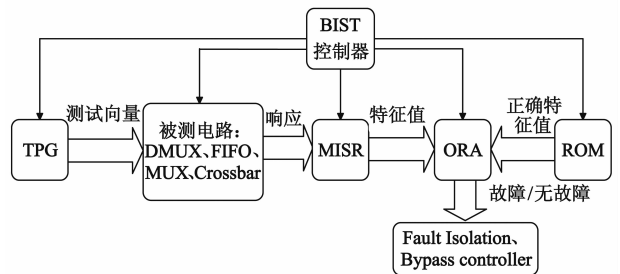 BIST
控制器
测试向量
被测电路:
DMUX、FIFO、
MUX、Crossbar
响应
特征值
正确特
征值
TPG
MISR
ORA
ROM
故障/无故障
Fault Isolation、
Bypass controller